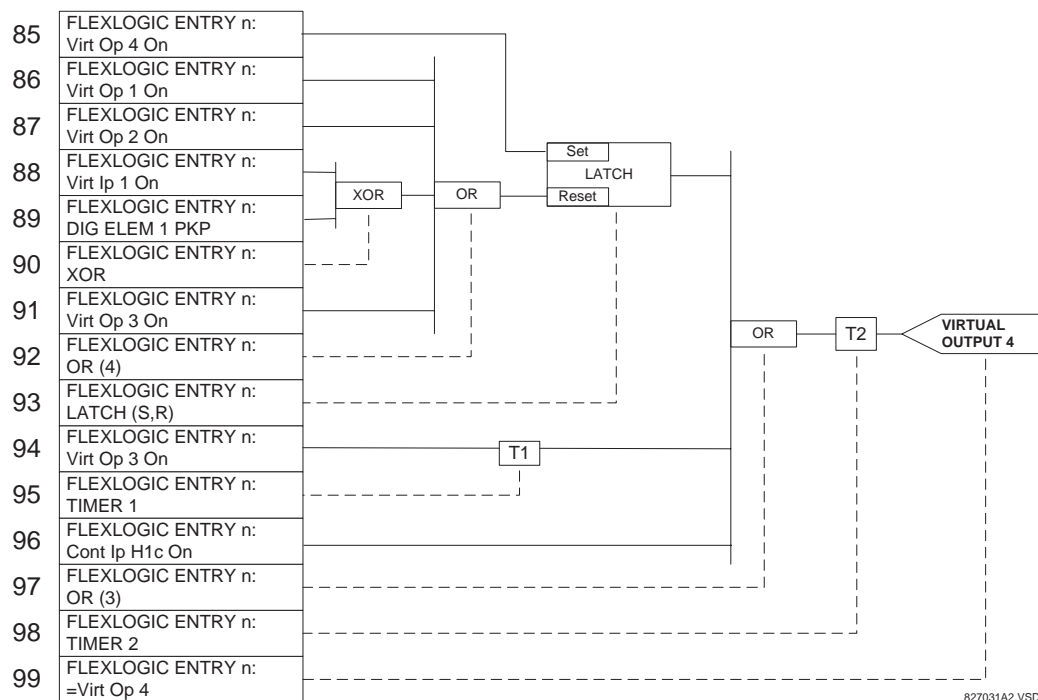 85
FLEXLOGIC ENTRY n:
Virt Op 4 On
86
FLEXLOGIC ENTRY n:
Virt Op 1 On
87
FLEXLOGIC ENTRY n:
Virt Op 2 On
88
FLEXLOGIC ENTRY n:
Virt Ip 1 On
89
FLEXLOGIC ENTRY n:
DIG ELEM 1 PKP
90
FLEXLOGIC ENTRY n:
XOR
91
FLEXLOGIC ENTRY n:
Virt Op 3 On
92
FLEXLOGIC ENTRY n:
OR (4)
93
FLEXLOGIC ENTRY n:
LATCH (S,R)
94
FLEXLOGIC ENTRY n:
Virt Op 3 On
95
FLEXLOGIC ENTRY n:
TIMER 1
96
FLEXLOGIC ENTRY n:
Cont Ip H1c On
97
FLEXLOGIC ENTRY n:
OR (3)
98
FLEXLOGIC ENTRY n:
TIMER 2
99
FLEXLOGIC ENTRY n:
=Virt Op 4
XOR
OR
Set
LATCH
Reset
T1
OR
T2
VIRTUAL
OUTPUT 4
827031A2.VSD